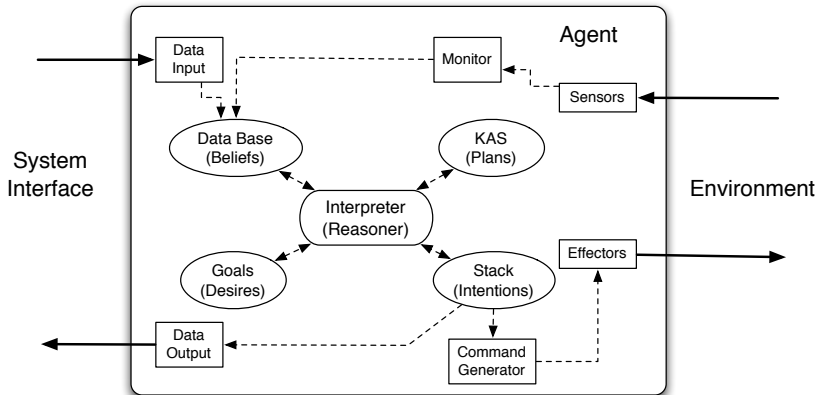 Agent
Data
Input
Monitor
Sensors
Data Base
(Beliefs)
KAS
(Plans)
System
Interface
Interpreter
(Reasoner)
Environment
Goals
(Desires)
Stack
(Intentions)
Effectors
Data
Output
Command
Generator